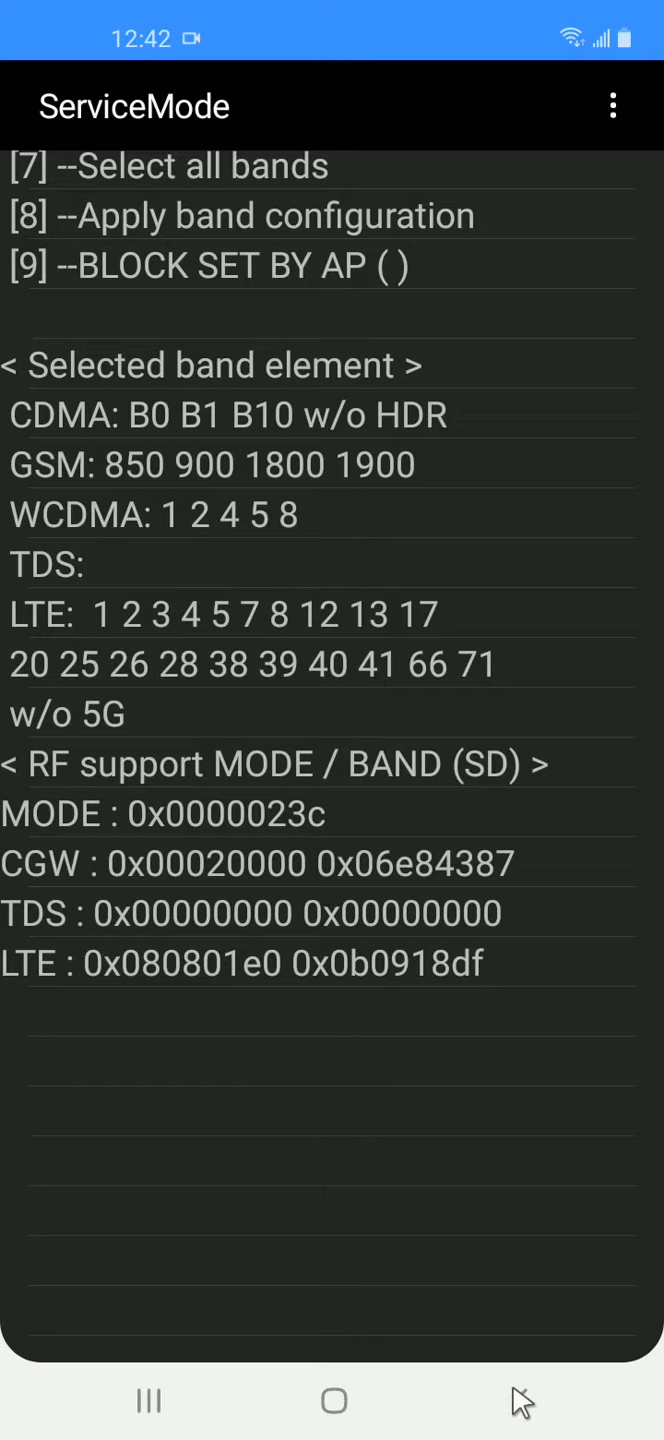 12:42
ServiceMode
[7] --Select all bands
[8] --Apply band configuration
[9] --BLOCK SET BY AP ( )
< Selected band element >
CDMA: B0 B1 B10 w/o HDR
GSM: 850 900 1800 1900
WCDMA: 1 2 4 5 8
TDS:
LTE:  1 2 3 4 5 7 8 12 13 17
20 25 26 28 38 39 40 41 66 71
w/o 5G
< RF support MODE / BAND (SD) >
MODE : 0x0000023c
CGW : 0x00020000 0x06e84387
TDS : 0x00000000 0x00000000
LTE : 0x080801e0 0x0b0918df